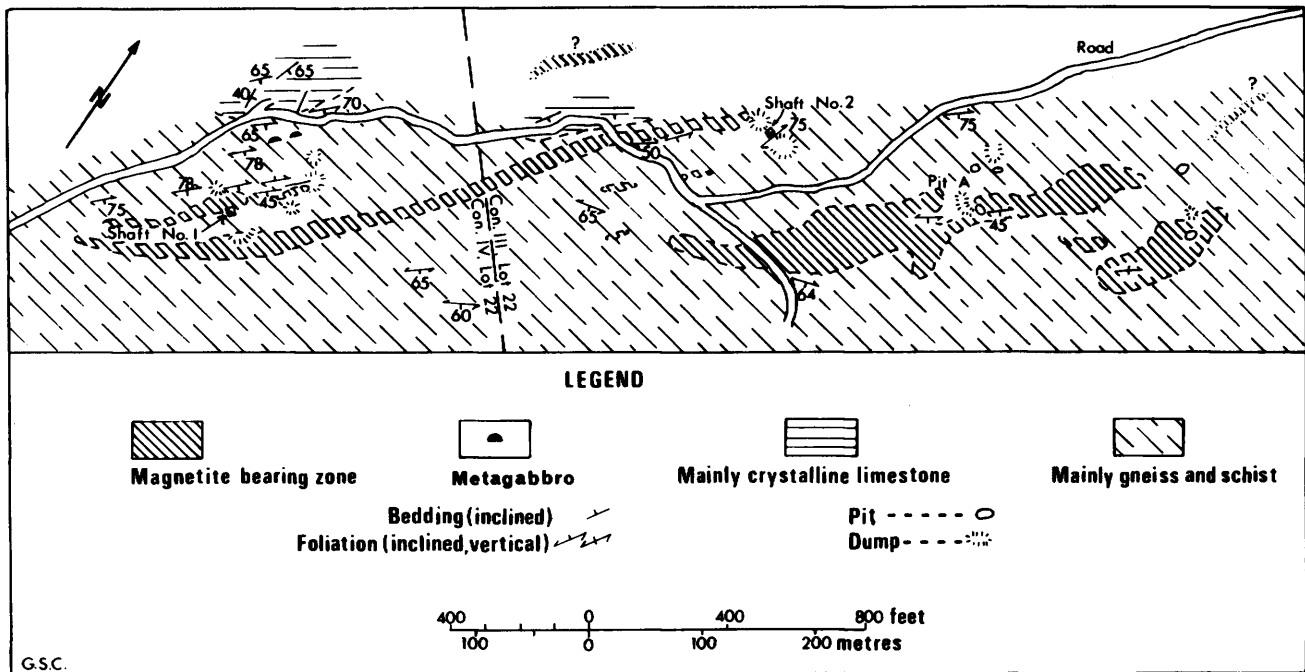 ?
Road
?
N
65
65
40
70
65
78
78
75
45
Shaft No. 1
Shaft No. 2
75
50
75
65
65
60
64
Pit A
45
Con III Lot 22
Con IV Lot 22
LEGEND
Magnetite bearing zone
Metagabbro
Mainly crystalline limestone
Mainly gneiss and schist
Bedding (inclined)
Foliation (inclined, vertical)
Pit - - - - -
Dump - - - -
400 0 400 800 feet
100 0 100 200 metres
G.S.C.